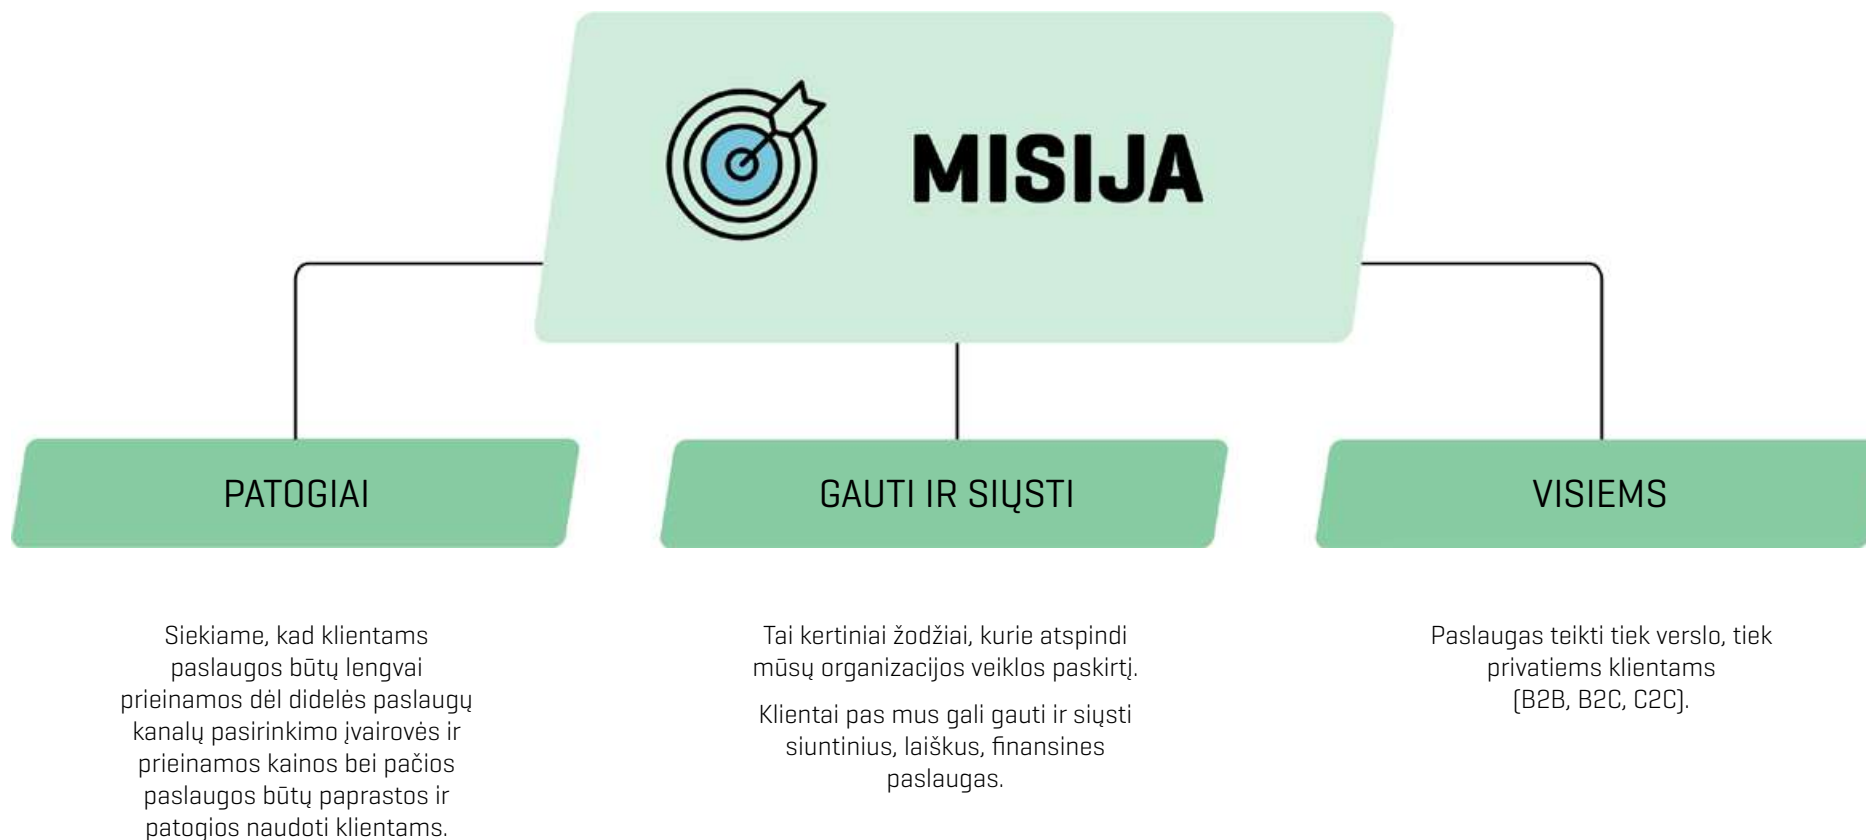 MISIJA
PATOGIAI
Siekiame, kad klientams
paslaugos būtų lengvai
prieinamos dėl didelės paslaugų
kanalų pasirinkimo įvairovės ir
prieinamos kainos bei pačios
paslaugos būtų paprastos ir
patogios naudoti klientams.
GAUTI IR SIŲSTI
Tai kertiniai žodžiai, kurie atspindi
mūsų organizacijos veiklos paskirtį.
Klientai pas mus gali gauti ir siųsti
siuntinius, laiškus, finansines
paslaugas.
VISIEMS
Paslaugas teikti tiek verslo, tiek
privatiems klientams
(B2B, B2C, C2C).